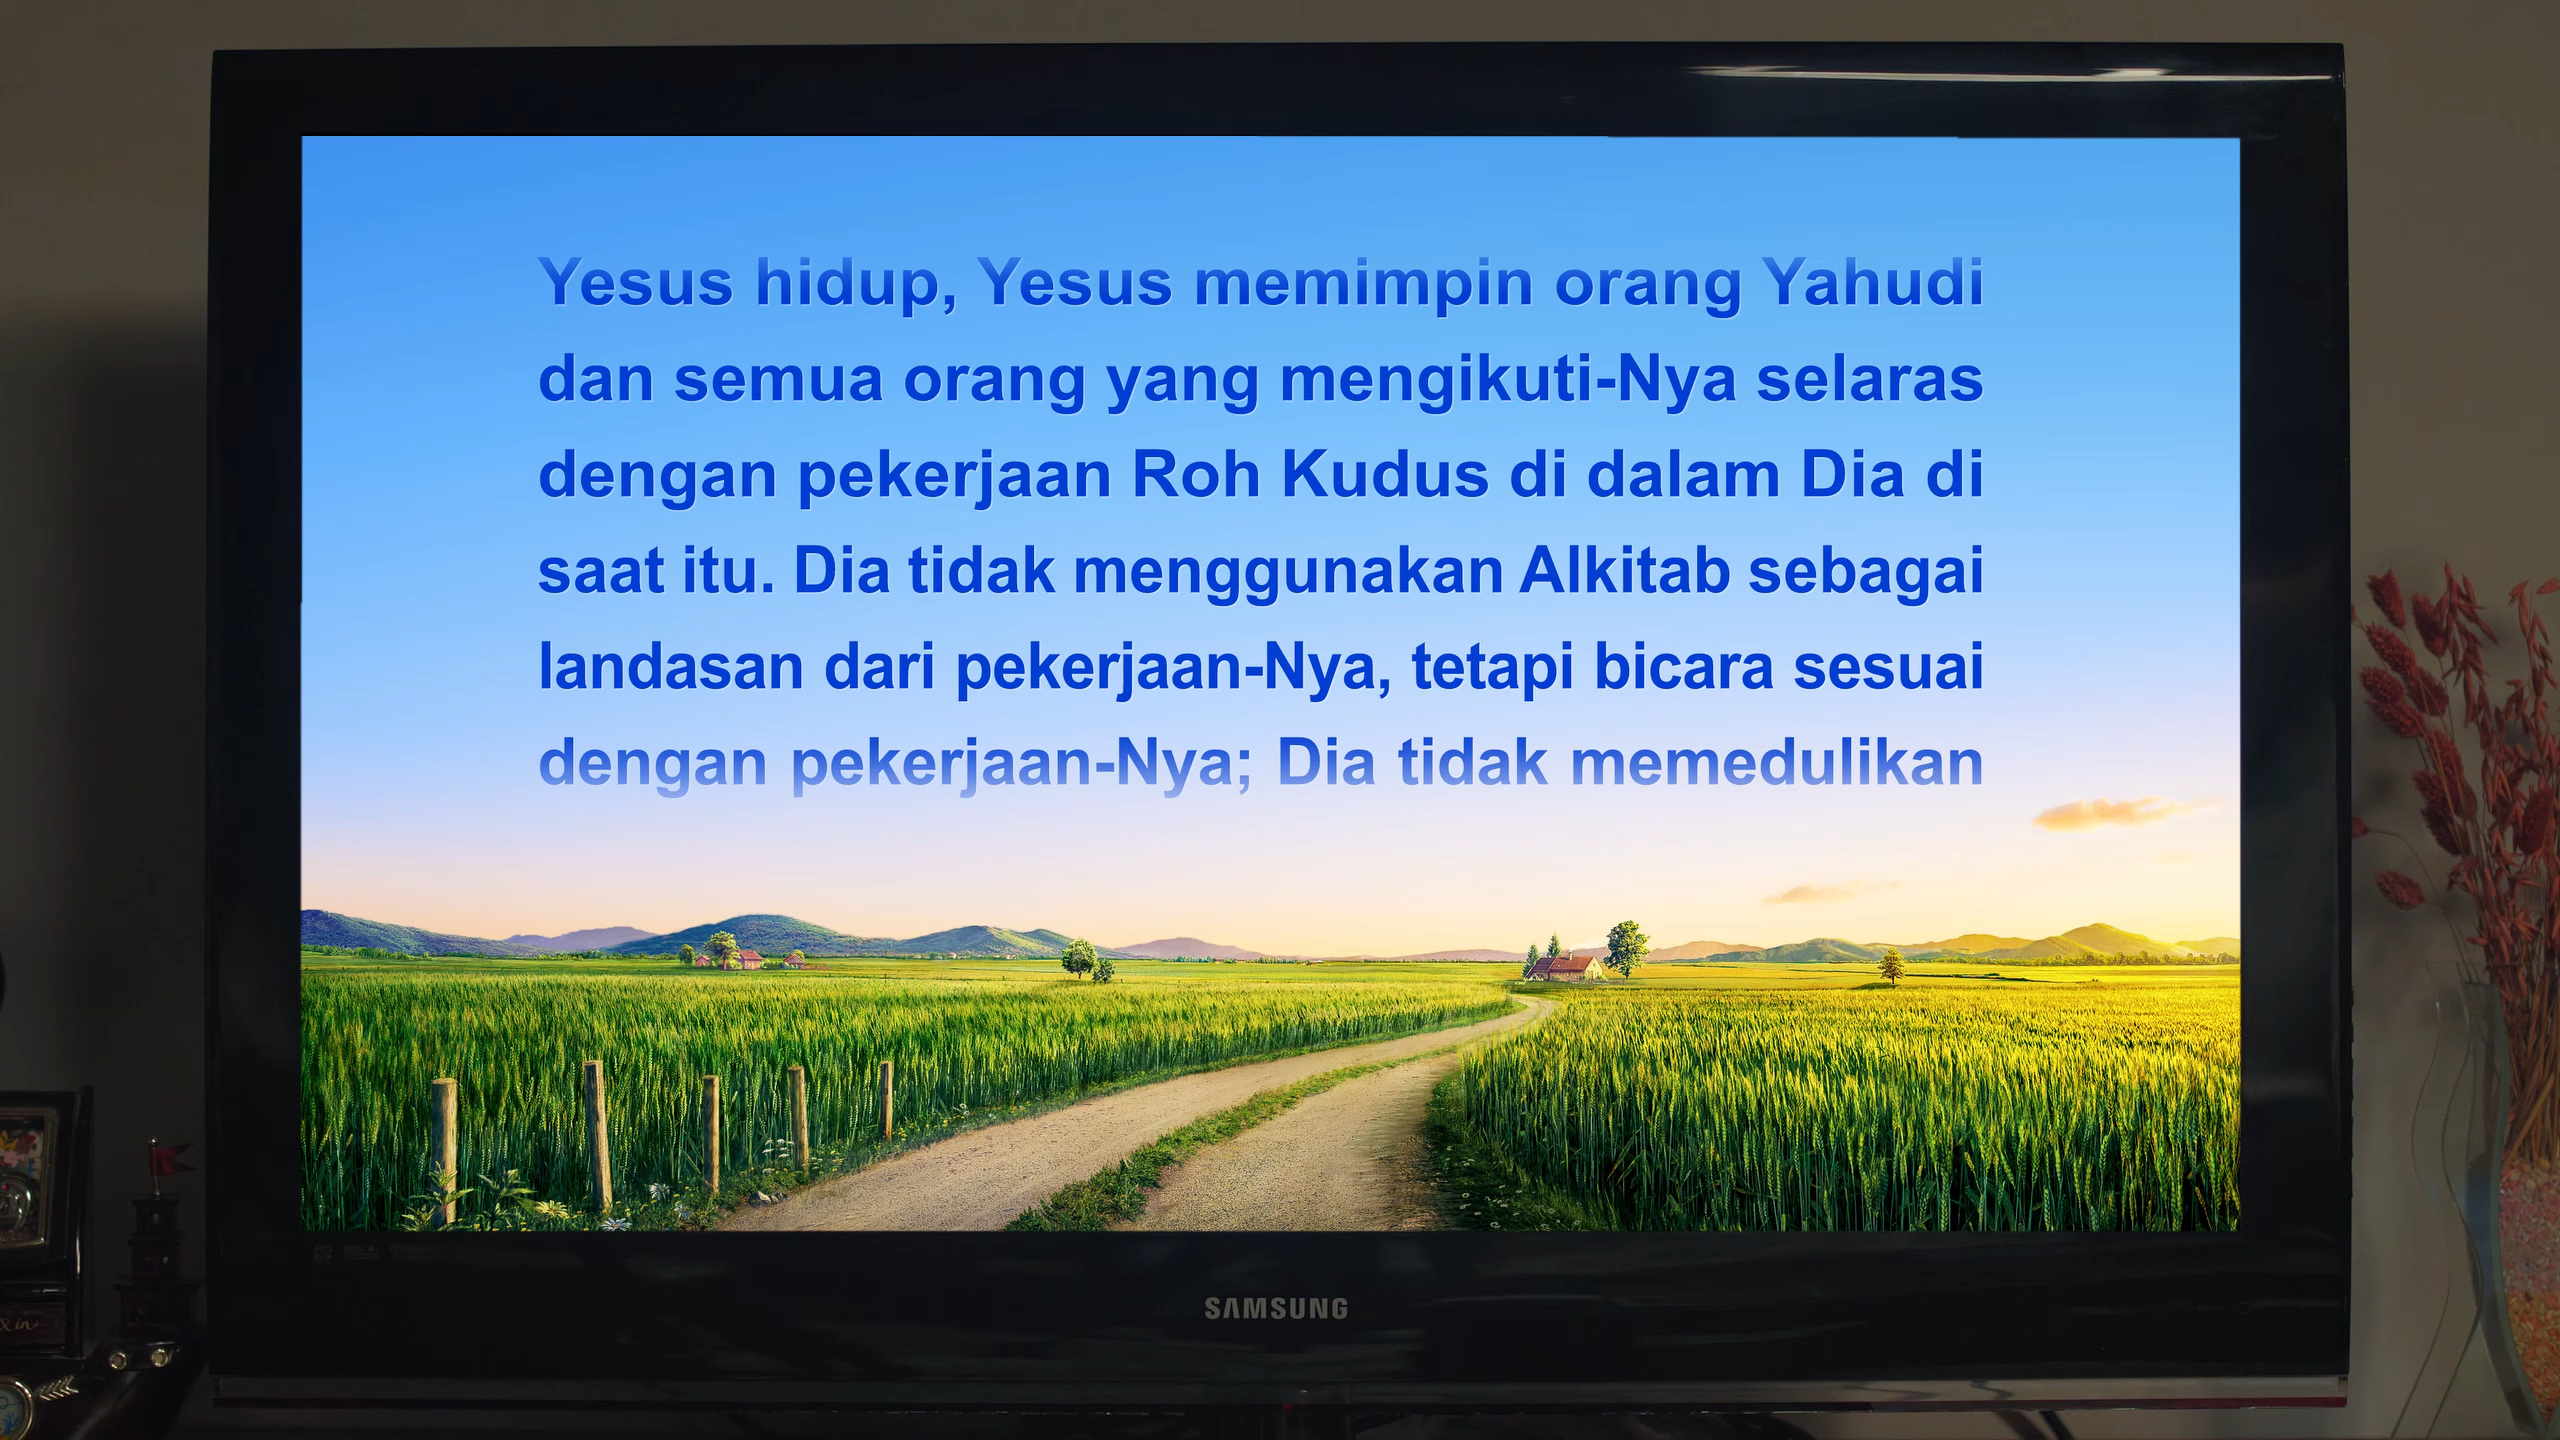 Yesus hidup, Yesus memimpin orang Yahudi
dan semua orang yang mengikuti-Nya selaras
dengan pekerjaan Roh Kudus di dalam Dia di
saat itu. Dia tidak menggunakan Alkitab sebagai
landasan dari pekerjaan-Nya, tetapi bicara sesuai
dengan pekerjaan-Nya; Dia tidak memedulikan
SAMSUNG